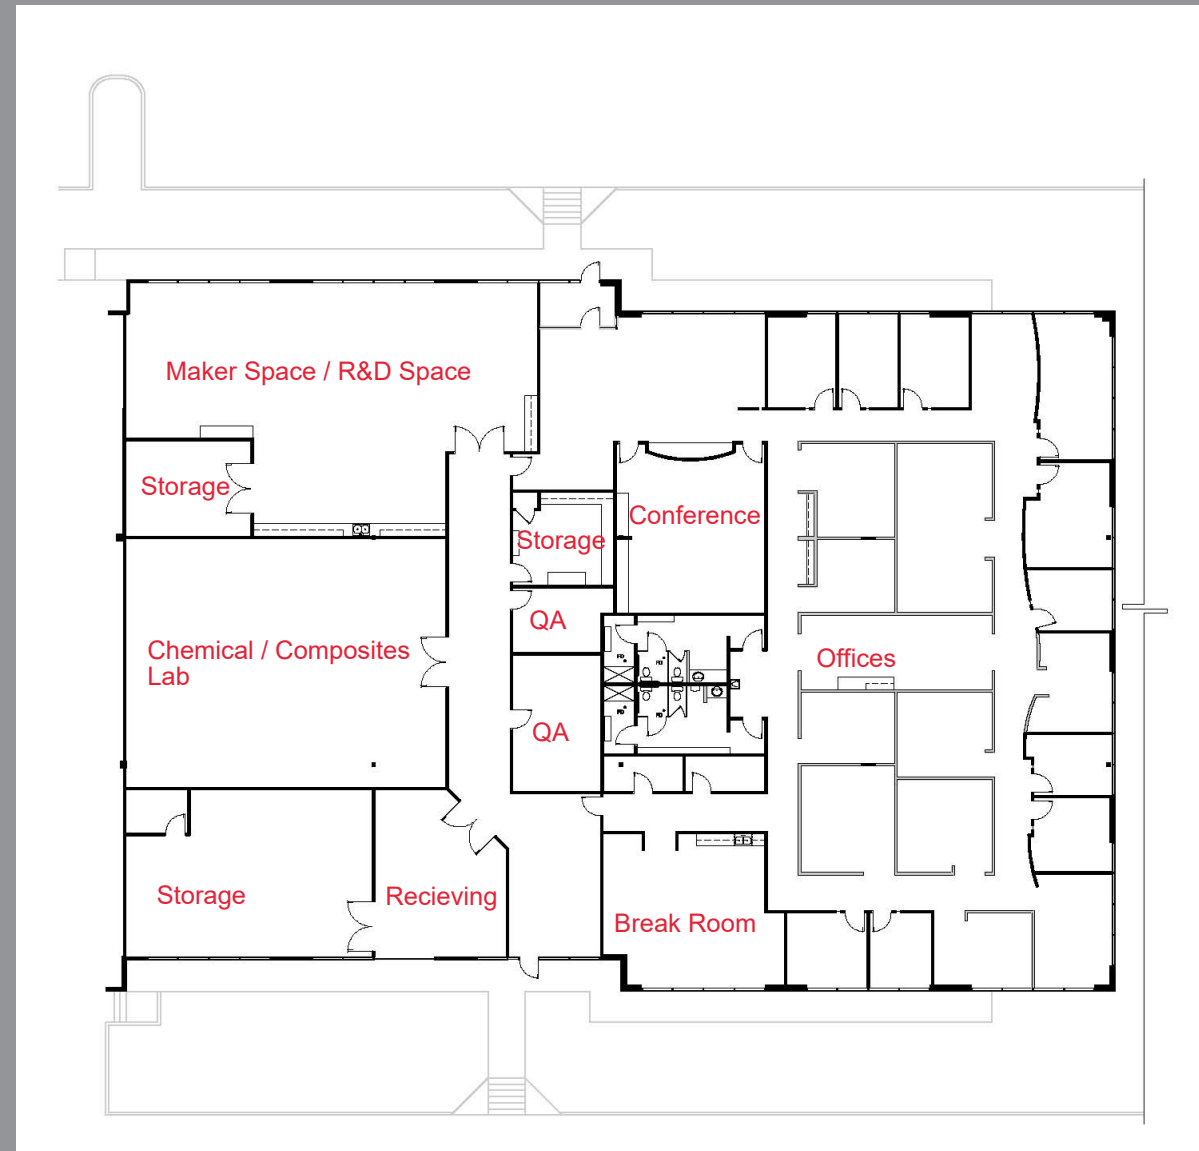 Maker Space / R&D Space
Storage
Conference
Storage
QA
Chemical / Composites
Lab
Offices
QA
Storage
Recieving
Break Room